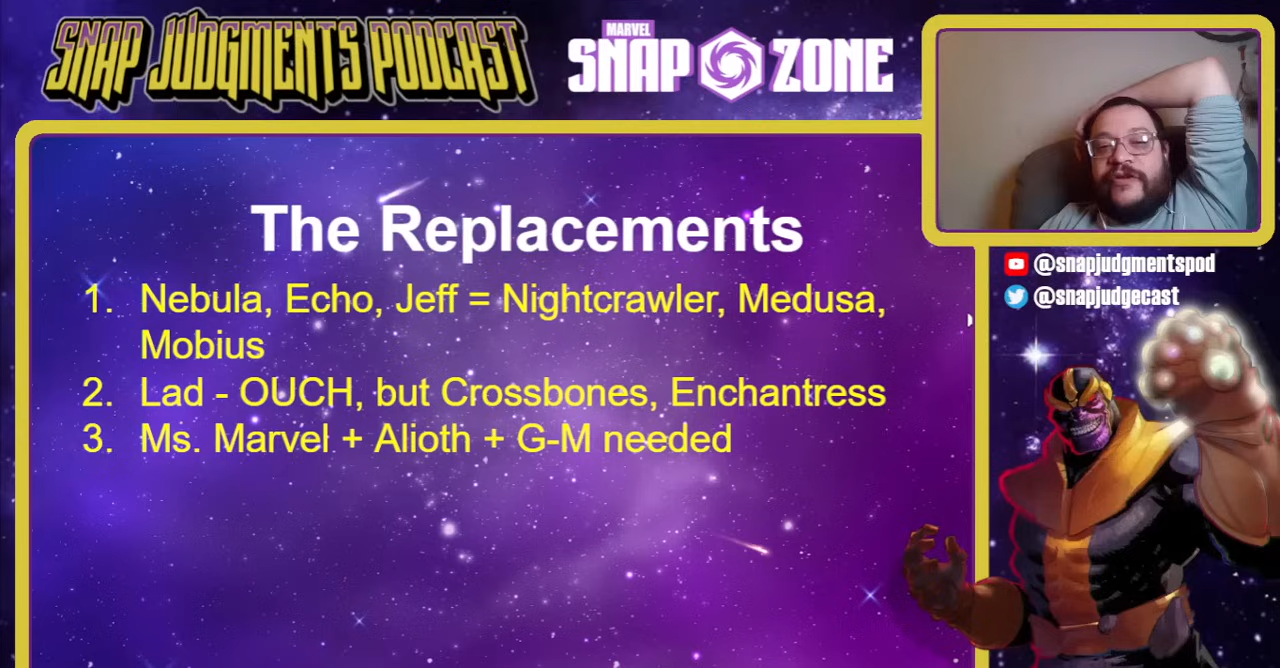 SNAP JUDGMENTS PODCAST
MARVEL
SNAP ZONE
The Replacements
1. Nebula, Echo, Jeff = Nightcrawler, Medusa,
Mobius
2. Lad - OUCH, but Crossbones, Enchantress
3. Ms. Marvel + Alioth + G-M needed
@snapjudgmentspod
@snapjudgecast